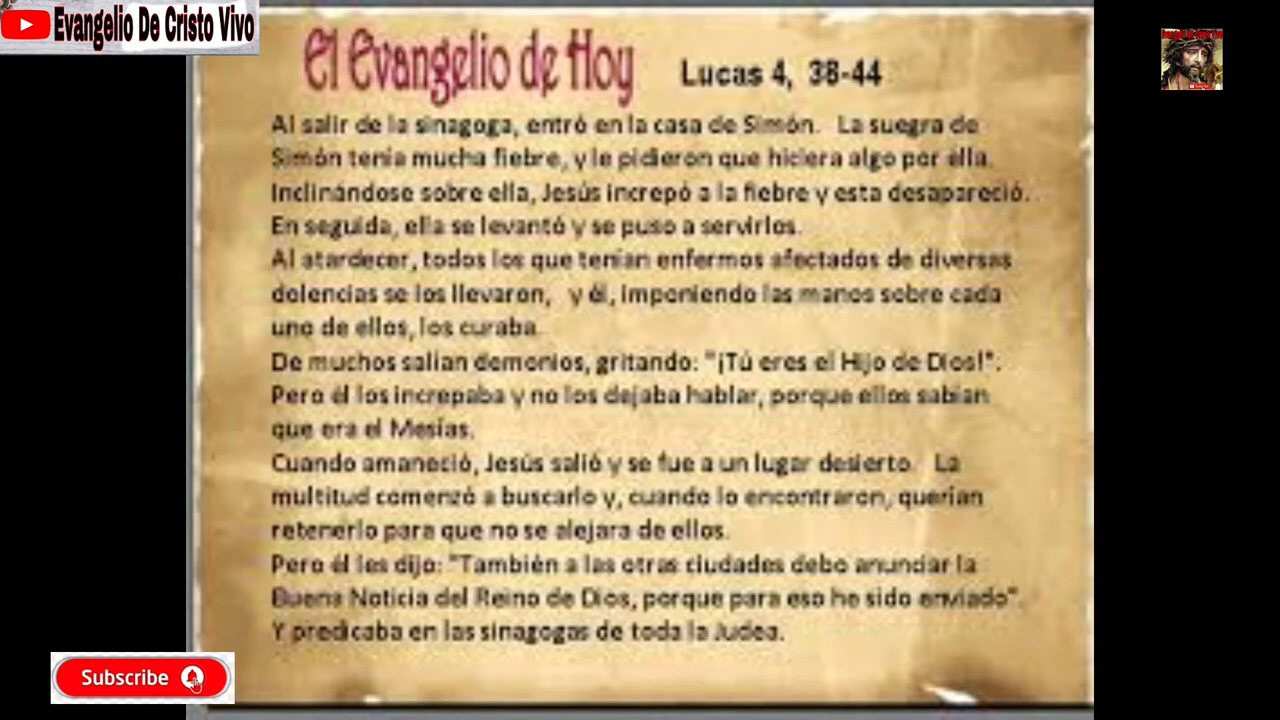 Evangelio De Cristo Vivo
El Evangelio de Hoy
Lucas 4, 38-44
Al salir de la sinagoga, entró en la casa de Simón. La suegra de
Simón tenía mucha fiebre, y le pidieron que hiciera algo por ella.
Inclinándose sobre ella, Jesús increpó a la fiebre y esta desapareció.
En seguida, ella se levantó y se puso a servirlos.
Al atardecer, todos los que tenían enfermos afectados de diversas
dolencias se los llevaron, y él, imponiendo las manos sobre cada
uno de ellos, los curaba.
De muchos salían demonios, gritando: "¡Tú eres el Hijo de Dios!".
Pero él los increpaba y no los dejaba hablar, porque ellos sabían
que era el Mesías.
Cuando amaneció, Jesús salió y se fue a un lugar desierto. La
multitud comenzó a buscarlo y, cuando lo encontraron, querían
retenerlo para que no se alejara de ellos.
Pero él les dijo: "También a las otras ciudades debo anunciar la
Buena Noticia del Reino de Dios, porque para eso he sido enviado".
Y predicaba en las sinagogas de toda la Judea.
Subscribe